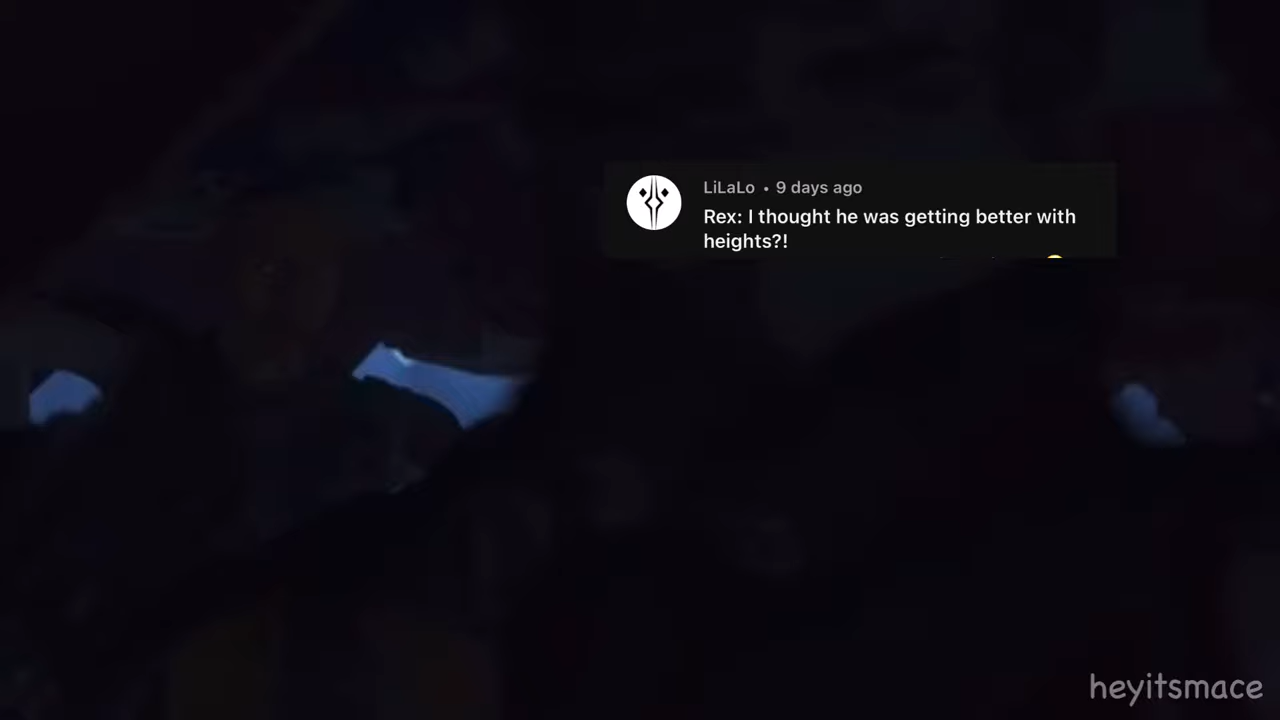 LiLaLo • 9 days ago
Rex: I thought he was getting better with
heights?!
heyitsmace